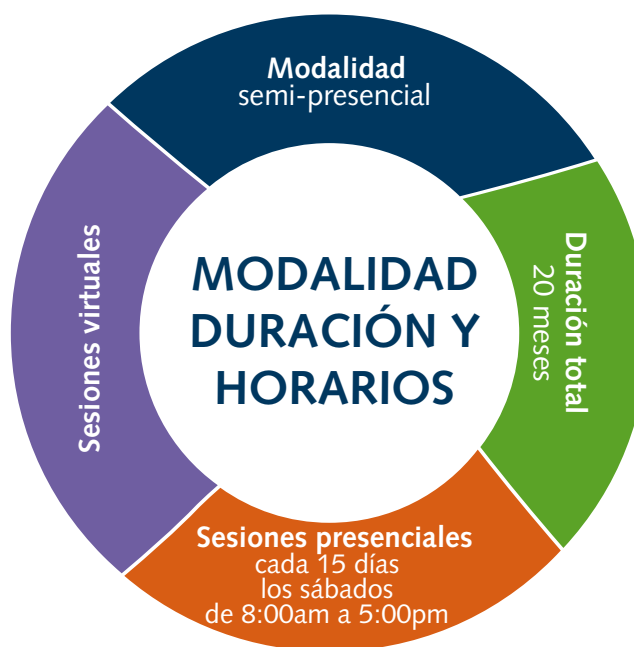 Modalidad
semi-presencial
Duración total
20 meses
Sesiones presenciales
cada 15 días
los sábados
de 8:00am a 5:00pm
Sesiones virtuales
MODALIDAD
DURACIÓN Y
HORARIOS